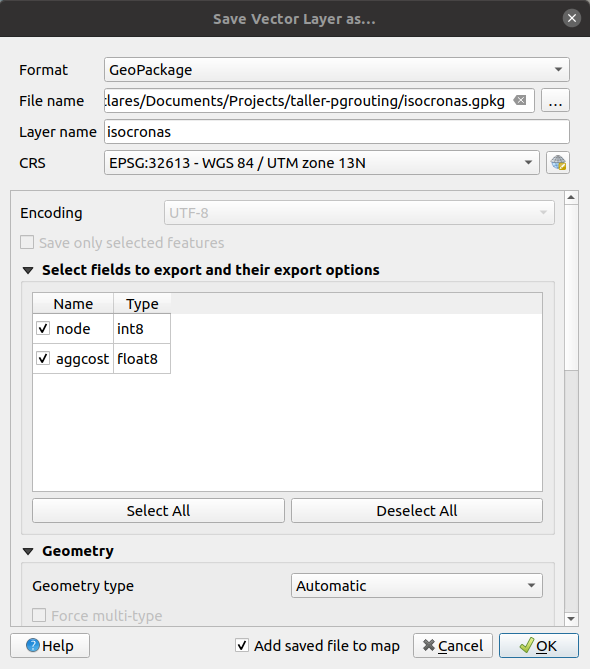 Save Vector Layer as...
Format GeoPackage
File name :lares/Documents/Projects/taller-pgrouting/isocronas.gpkg ...
Layer name isocronas
CRS EPSG:32613 - WGS 84 / UTM zone 13N
Encoding UTF-8
Save only selected features
Select fields to export and their export options
Name Type
node int8
aggcost float8
Select All Deselect All
Geometry
Geometry type Automatic
Force multi-type
Help Add saved file to map Cancel OK